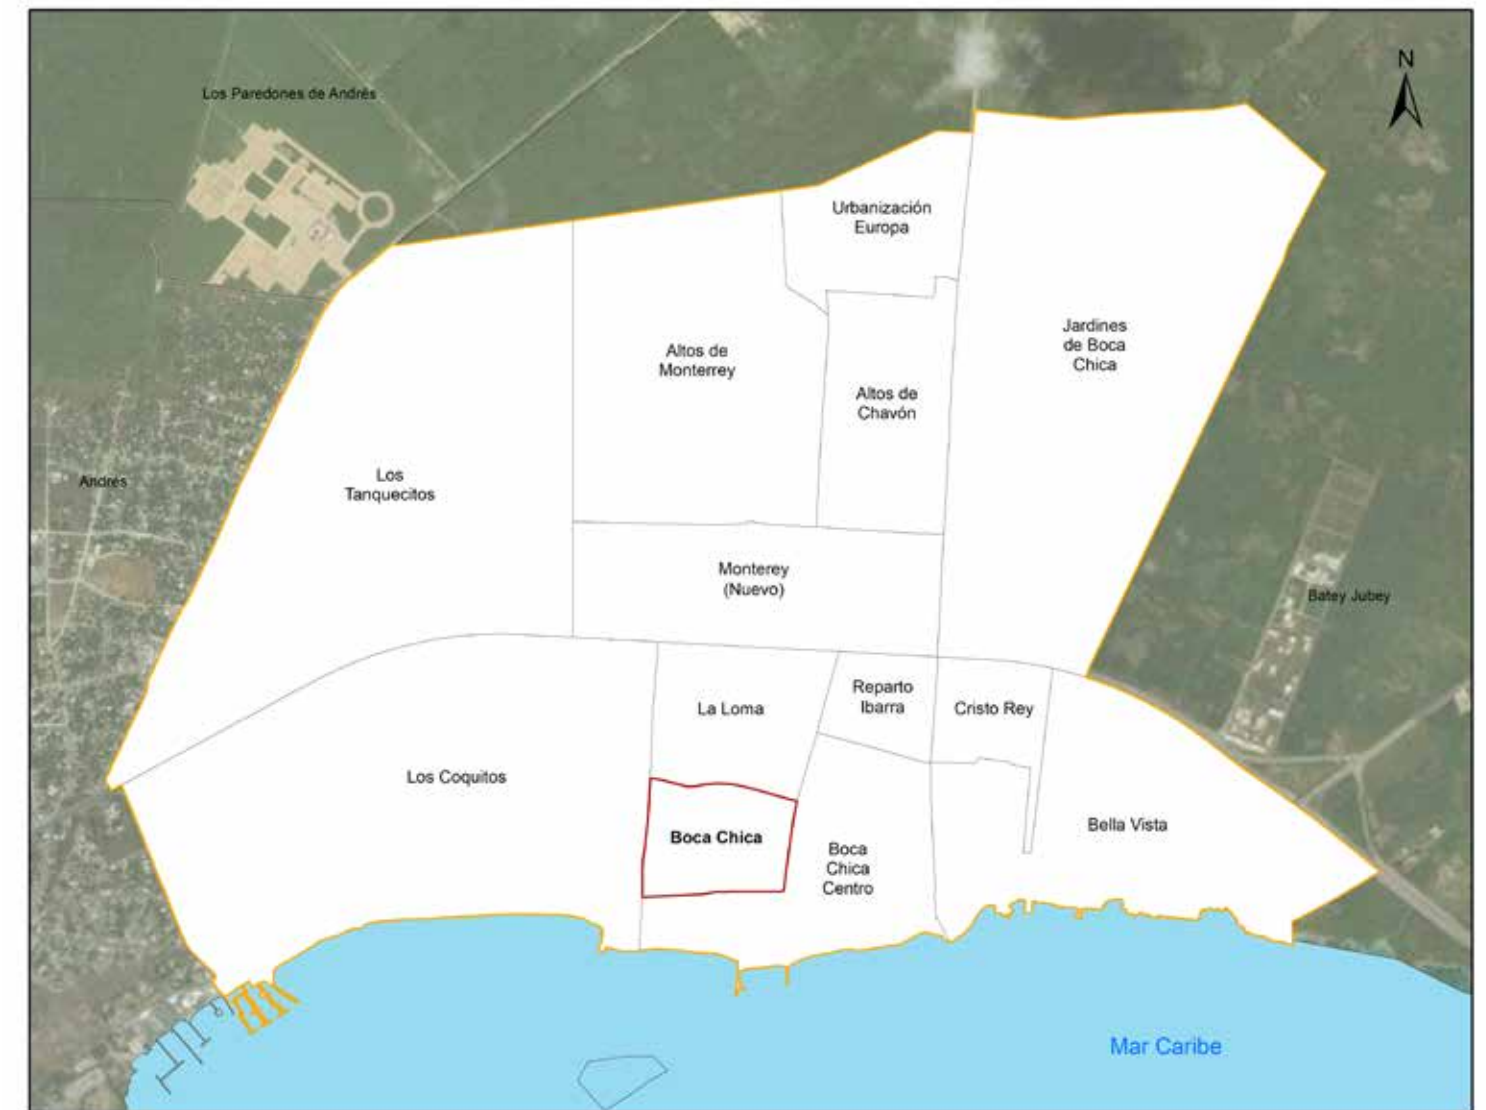 N
Los Paredones de Andrés
Urbanización
Europa
Jardines
de Boca
Chica
Altos de
Monterrey
Altos de
Chavón
Los
Tanquecitos
Andrés
Monterey
(Nuevo)
Batey Jubey
Reparto
Ibarra
La Loma
Cristo Rey
Los Coquitos
Bella Vista
Boca Chica
Boca
Chica
Centro
Mar Caribe